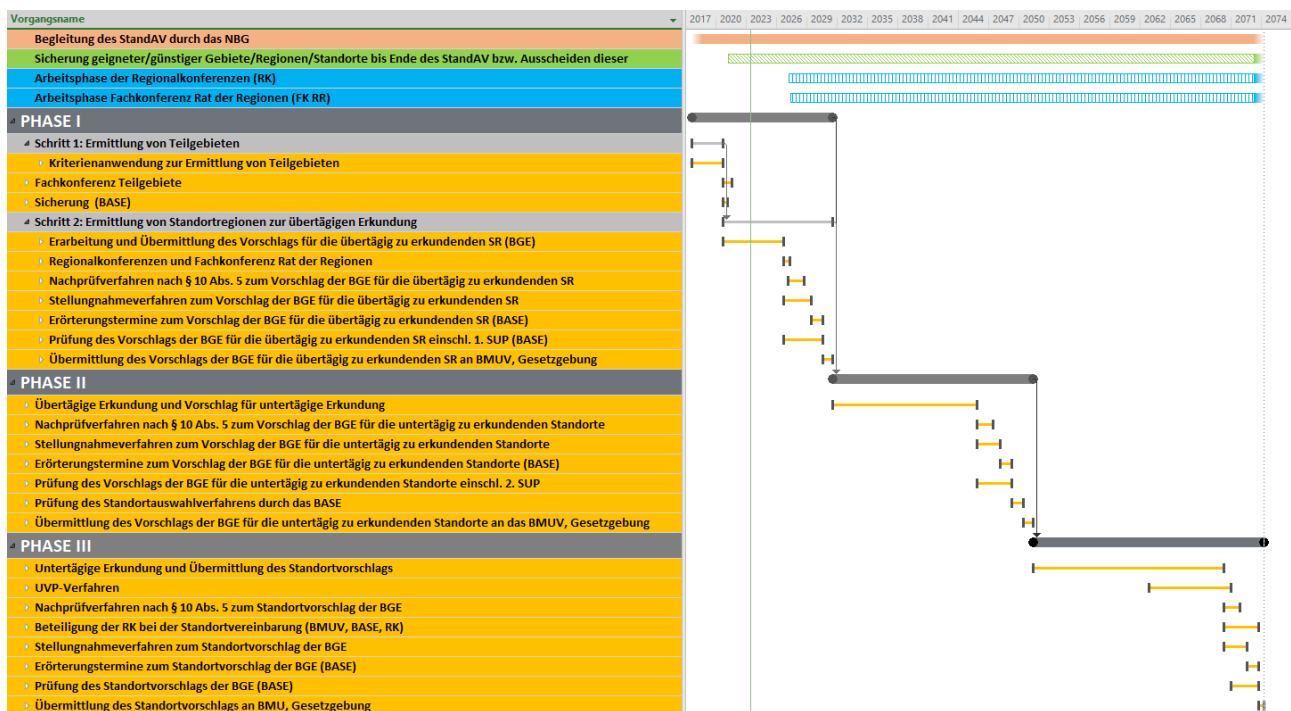 Vorgangsname 2017 2020 2023 2026 2029 2032 2035 2038 2041 2044 2047 2050 2053 2056 2059 2062 2065 2068 2071 2074
Begleitung des StandAV durch das NBG
Sicherung geeigneter/günstiger Gebiete/Regionen/Standorte bis Ende des StandAV bzw. Ausscheiden dieser
Arbeitsphase der Regionalkonferenzen (RK)
Arbeitsphase Fachkonferenz Rat der Regionen (FK RR)
PHASE I
Schritt 1: Ermittlung von Teilgebieten
Kriterienanwendung zur Ermittlung von Teilgebieten
Fachkonferenz Teilgebiete
Sicherung (BASE)
Schritt 2: Ermittlung von Standortregionen zur übertägigen Erkundung
Erarbeitung und Übermittlung des Vorschlags für die übertägig zu erkundenden SR (BGE)
Regionalkonferenzen und Fachkonferenz Rat der Regionen
Nachprüfverfahren nach § 10 Abs. 5 zum Vorschlag der BGE für die übertägig zu erkundenden SR
Stellungnahmeverfahren zum Vorschlag der BGE für die übertägig zu erkundenden SR
Erörterungstermine zum Vorschlag der BGE für die übertägig zu erkundenden SR (BASE)
Prüfung des Vorschlags der BGE für die übertägig zu erkundenden SR einschl. 1. SUP (BASE)
Übermittlung des Vorschlags der BGE für die übertägig zu erkundenden SR an BMUV, Gesetzgebung
PHASE II
Übertägige Erkundung und Vorschlag für untertägige Erkundung
Nachprüfverfahren nach § 10 Abs. 5 zum Vorschlag der BGE für die untertägig zu erkundenden Standorte
Stellungnahmeverfahren zum Vorschlag der BGE für die untertägig zu erkundenden Standorte
Erörterungstermine zum Vorschlag der BGE für die untertägig zu erkundenden Standorte (BASE)
Prüfung des Vorschlags der BGE für die untertägig zu erkundenden Standorte einschl. 2. SUP
Prüfung des Standortauswahlverfahrens durch das BASE
Übermittlung des Vorschlags der BGE für die untertägig zu erkundenden Standorte an das BMUV, Gesetzgebung
PHASE III
Untertägige Erkundung und Übermittlung des Standortvorschlags
UVP-Verfahren
Nachprüfverfahren nach § 10 Abs. 5 zum Standortvorschlag der BGE
Beteiligung der RK bei der Standortvereinbarung (BMUV, BASE, RK)
Stellungnahmeverfahren zum Standortvorschlag der BGE
Erörterungstermine zum Standortvorschlag der BGE (BASE)
Prüfung des Standortvorschlags der BGE (BASE)
Übermittlung des Standortvorschlags an BMU, Gesetzgebung